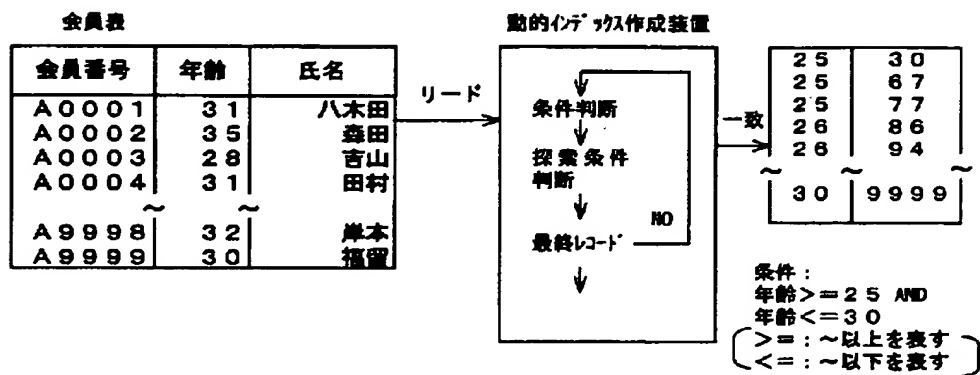 会員表
会員番号 年齢 氏名
A0001 31 八木田
A0002 35 森田
A0003 28 吉山
A0004 31 田村
～ ～
A9998 32 岸本
A9999 30 福留
リード
動的インデックス作成装置
条件判断
探索条件
判断
最終レコード
NO
一致
25 30
25 67
25 77
26 86
26 94
～ ～ ～
30 9999
条件：
年齢>=25 AND
年齢<=30
>=：～以上を表す
<=：～以下を表す